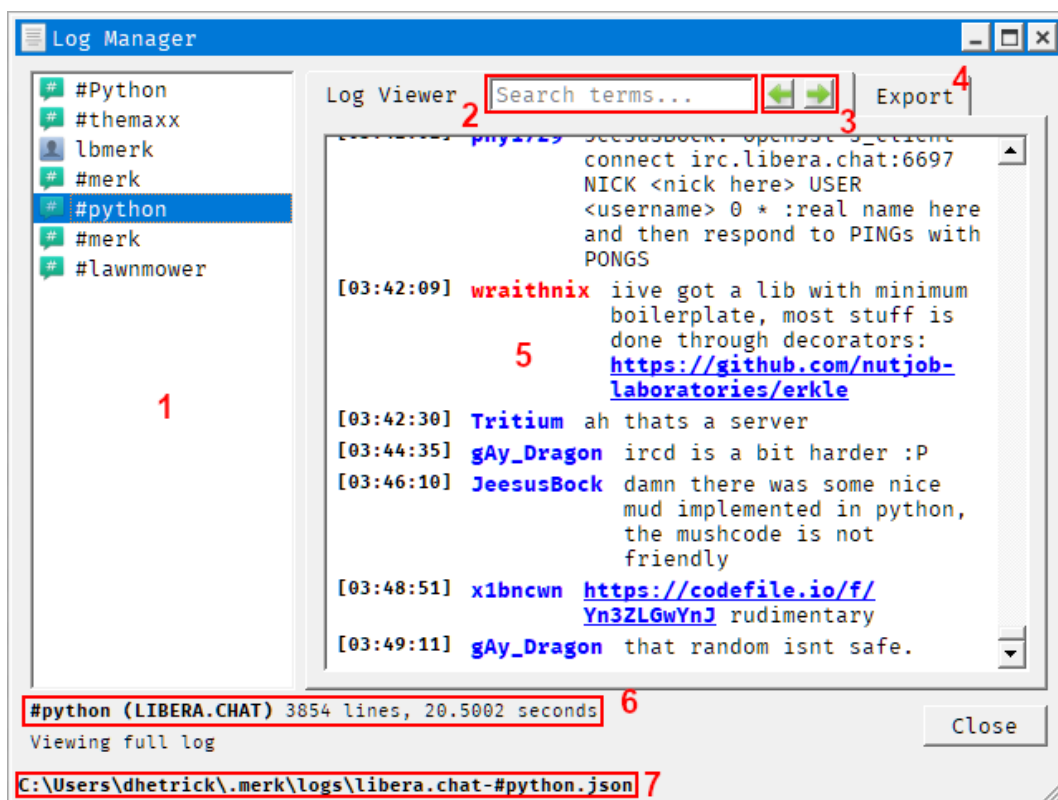 Log Manager
#Python
#themaxx
lbmerk
#merk
#python
#merk
#lawnmower
1
Log Viewer
2
Search terms...
3
Export
4
connect irc.libera.chat:6697
NICK <nick here> USER
<username> 0 * :real name here
and then respond to PINGs with
PONGS
[03:42:09] wraithnix iive got a lib with minimum
boilerplate, most stuff is
done through decorators:
https://github.com/nutjob-
laboratories/erkle
5
[03:42:30] Tritium ah thats a server
[03:44:35] gAy_Dragon ircd is a bit harder :P
[03:46:10] JeesusBock damn there was some nice
mud implemented in python,
the mushcode is not
friendly
[03:48:51] x1bncwn https://codefile.io/f/
Yn3ZLGwYnJ rudimentary
[03:49:11] gAy_Dragon that random isnt safe.
#python (LIBERA.CHAT) 3854 lines, 20.5002 seconds
6
Viewing full log
Close
C:\Users\dhetrick\.merk\logs\libera.chat-#python.json
7